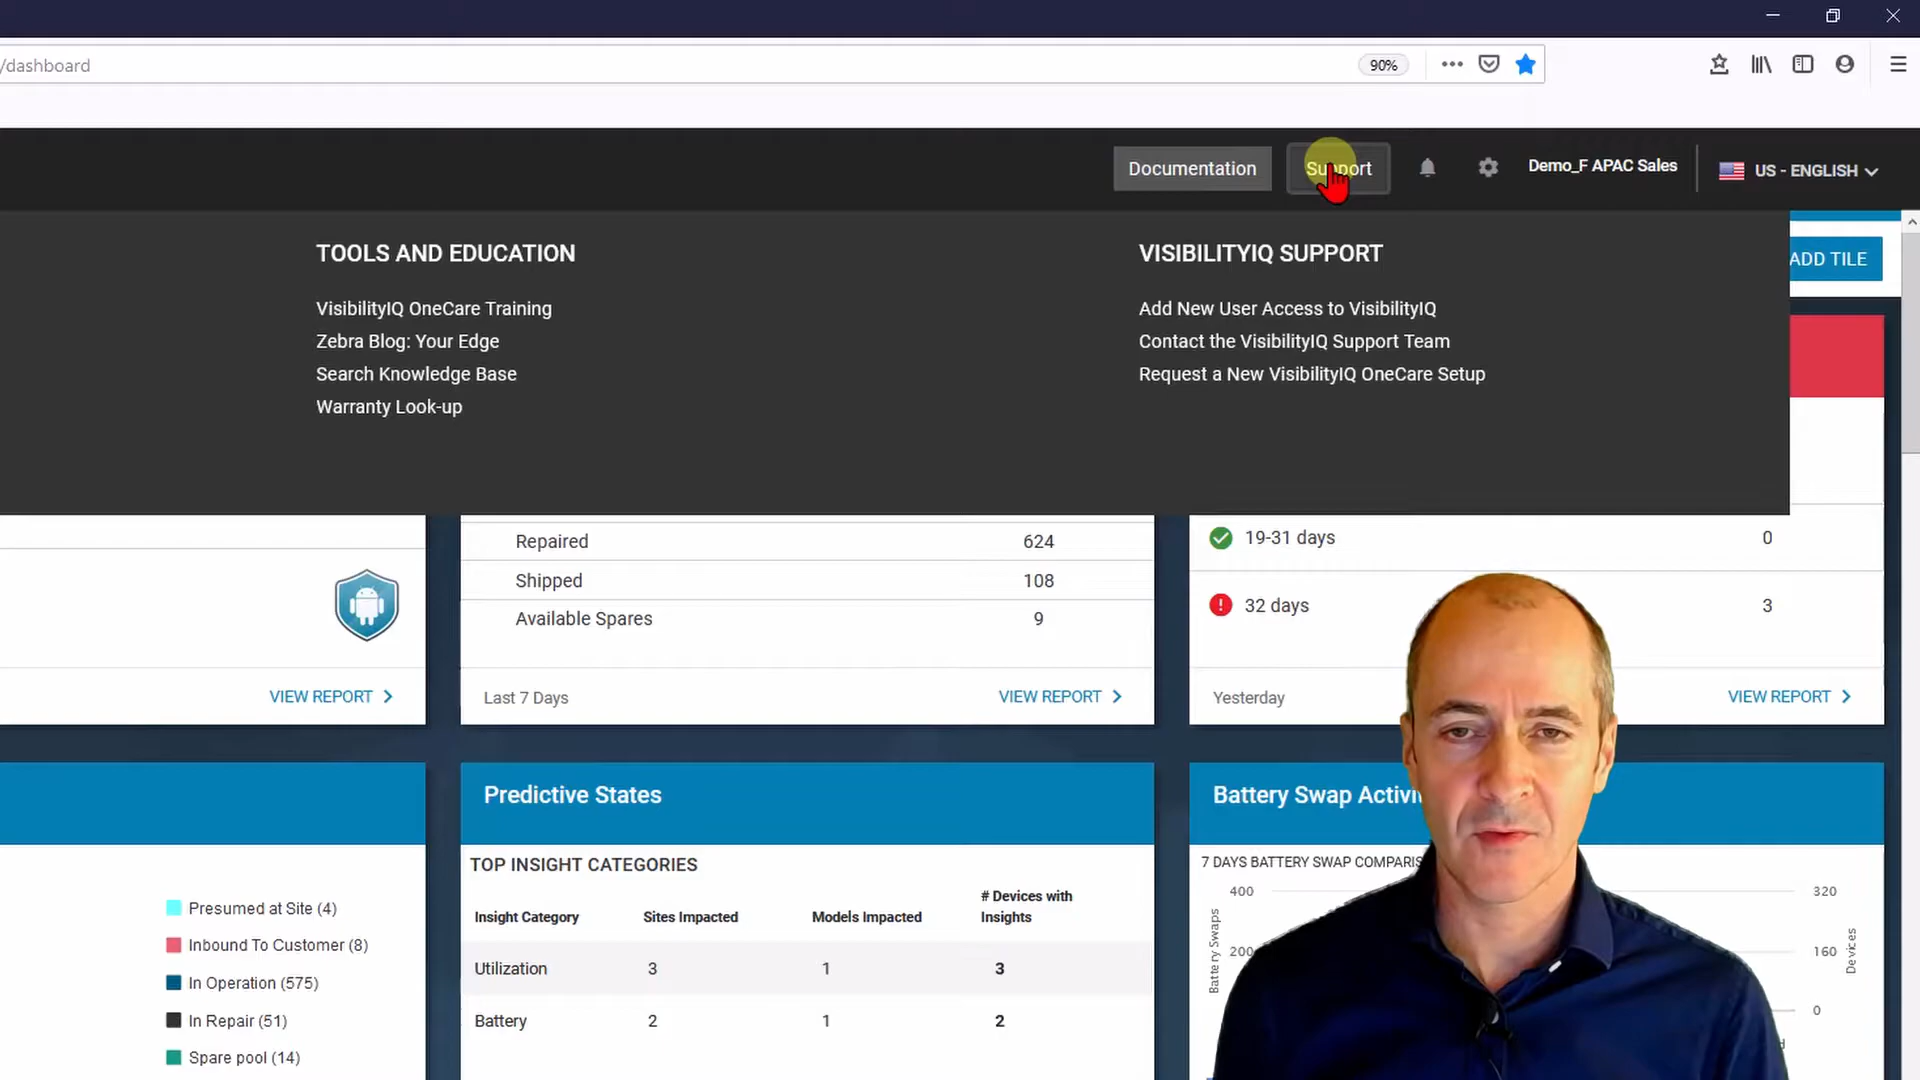 /dashboard
90%
Documentation
Support
Demo_F APAC Sales
US - ENGLISH
TOOLS AND EDUCATION
VisibilityIQ OneCare Training
Zebra Blog: Your Edge
Search Knowledge Base
Warranty Look-up
VISIBILITYIQ SUPPORT
Add New User Access to VisibilityIQ
Contact the VisibilityIQ Support Team
Request a New VisibilityIQ OneCare Setup
ADD TILE
VIEW REPORT
Repaired 624
Shipped 108
Available Spares 9
Last 7 Days VIEW REPORT
19-31 days 0
32 days 3
Yesterday VIEW REPORT
Presumed at Site (4)
Inbound To Customer (8)
In Operation (575)
In Repair (51)
Spare pool (14)
Predictive States
TOP INSIGHT CATEGORIES
Insight Category Sites Impacted Models Impacted # Devices with Insights
Utilization 3 1 3
Battery 2 1 2
Battery Swap Activi
7 DAYS BATTERY SWAP COMPARIS
400 320
200 160
0
Battery Swaps
Devices